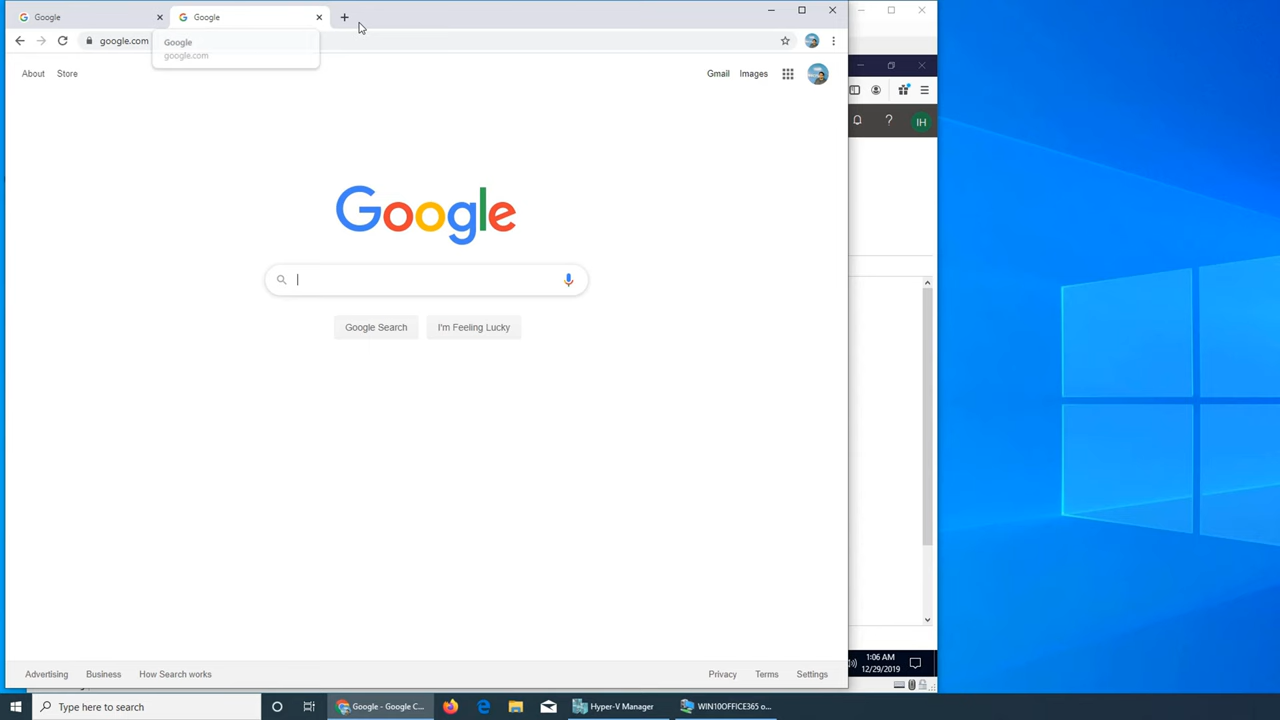 Google
Google
google.com
Google
google.com
About
Store
Gmail
Images
IH
Google
Google Search
I'm Feeling Lucky
Advertising
Business
How Search works
Privacy
Terms
Settings
1:06 AM
12/29/2019
Type here to search
Google - Google C...
Hyper-V Manager
WIN10OFFICE365 o...